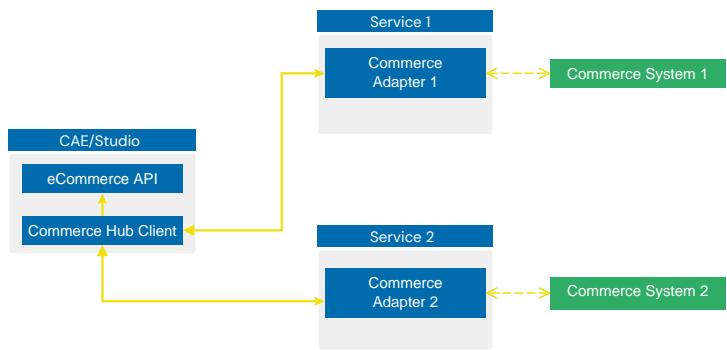 Service 1
Commerce
Adapter 1
Commerce System 1
CAE/Studio
eCommerce API
Commerce Hub Client
Service 2
Commerce
Adapter 2
Commerce System 2